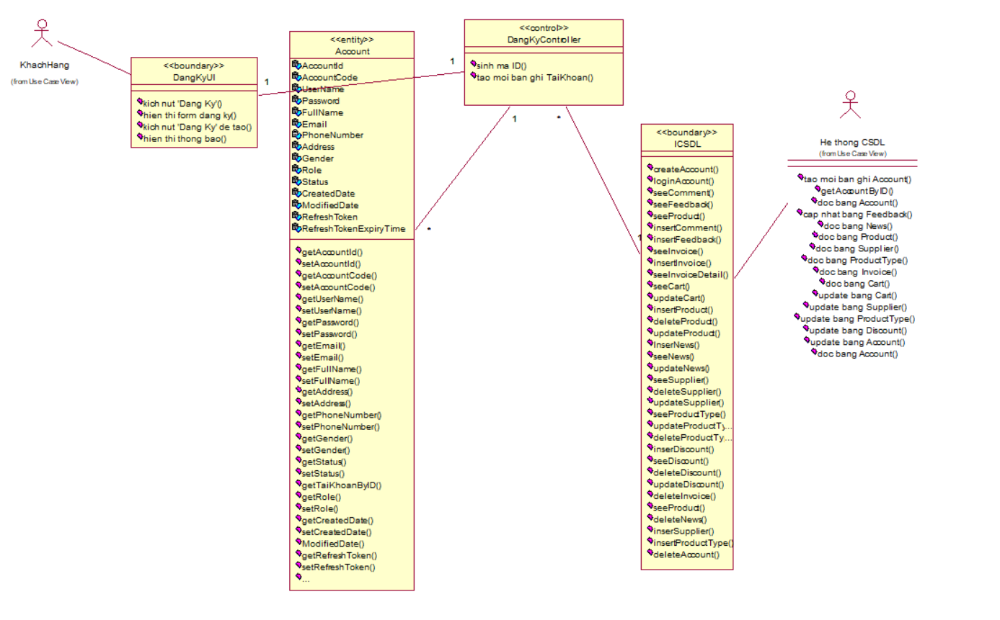 KhachHang
(from Use Case View)
<<boundary>>
DangKyUI
kich nut 'Dang Ky'()
hien thi form dang ky()
kich nut 'Dang Ky' de tao()
hien thi thong bao()
1
<<entity>>
Account
AccountId
AccountCode
UserName
Password
FullName
Email
PhoneNumber
Address
Gender
Role
Status
CreatedDate
ModifiedDate
RefreshToken
RefreshTokenExpiryTime
getAccountId()
setAccountId()
getAccountCode()
setAccountCode()
getUserName()
setUserName()
getPassword()
setPassword()
getEmail()
setEmail()
getFullName()
setFullName()
getAddress()
setAddress()
getPhoneNumber()
setPhoneNumber()
getGender()
setGender()
getStatus()
setStatus()
getTaiKhoanByID()
getRole()
setRole()
getCreatedDate()
setCreatedDate()
ModifiedDate()
getRefreshToken()
setRefreshToken()
...
1
<<control>>
DangKyController
sinh ma ID()
tao moi ban ghi TaiKhoan()
1
*
*
1
<<boundary>>
ICSDL
createAccount()
loginAccount()
seeComment()
seeFeedback()
seeProduct()
insertComment()
insertFeedback()
seeInvoice()
insertInvoice()
seeInvoiceDetail()
seeCart()
updateCart()
insertProduct()
deleteProduct()
updateProduct()
InserNews()
seeNews()
updateNews()
seeSupplier()
deleteSupplier()
updateSupplier()
seeProductType()
updateProductTy...
deleteProductTy...
inserDiscount()
seeDiscount()
deleteDiscount()
updateDiscount()
deleteInvoice()
seeProduct()
deleteNews()
inserSupplier()
insertProductType()
deleteAccount()
He thong CSDL
(from Use Case View)
tao moi ban ghi Account()
getAccountByID()
doc bang Account()
cap nhat bang Feedback()
doc bang News()
doc bang Product()
doc bang Supplier()
doc bang ProductType()
doc bang Invoice()
doc bang Cart()
update bang Cart()
update bang Supplier()
update bang ProductType()
update bang Discount()
update bang Account()
doc bang Account()